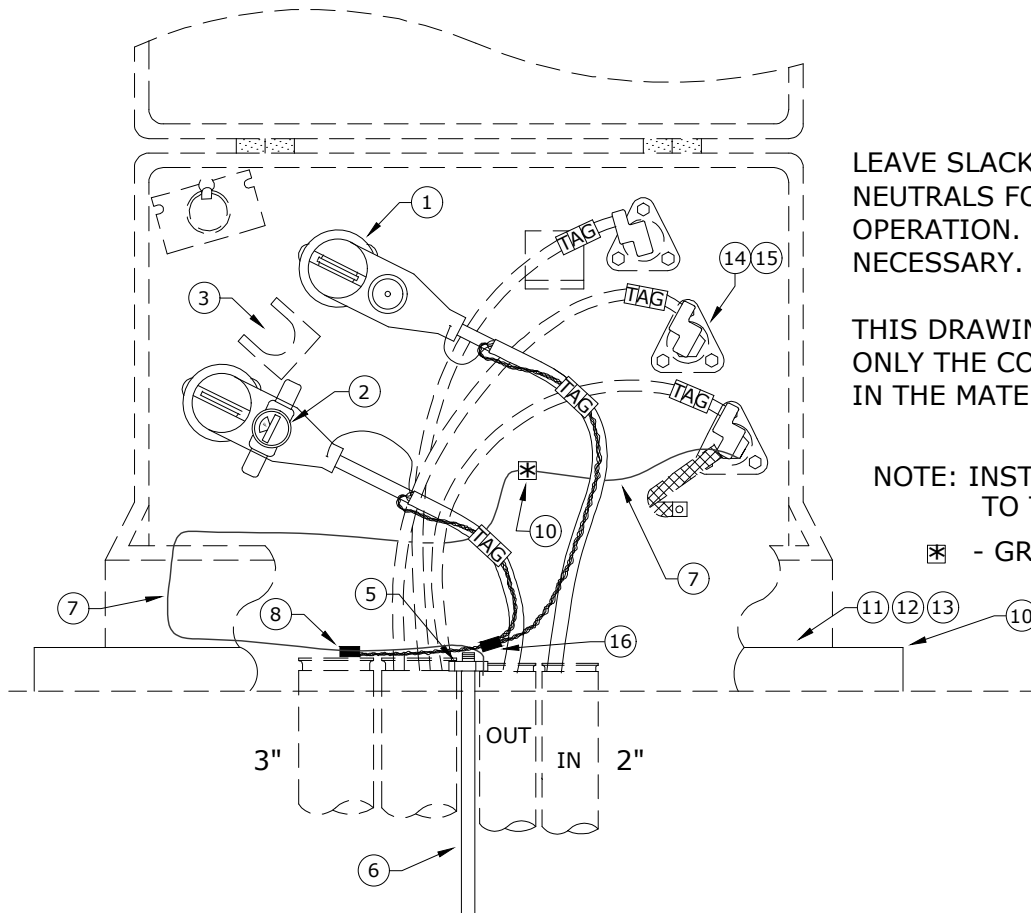 LEAVE SLACK
NEUTRALS FO
OPERATION.
NECESSARY.
THIS DRAWIN
ONLY THE CO
IN THE MATE
NOTE: INST
TO T
* - GR
1
TAG
14 15
3
TAG
2
TAG
TAG
TAG
10
7
7
8
5
16
11 12 13
10
3"
OUT
IN
2"
6